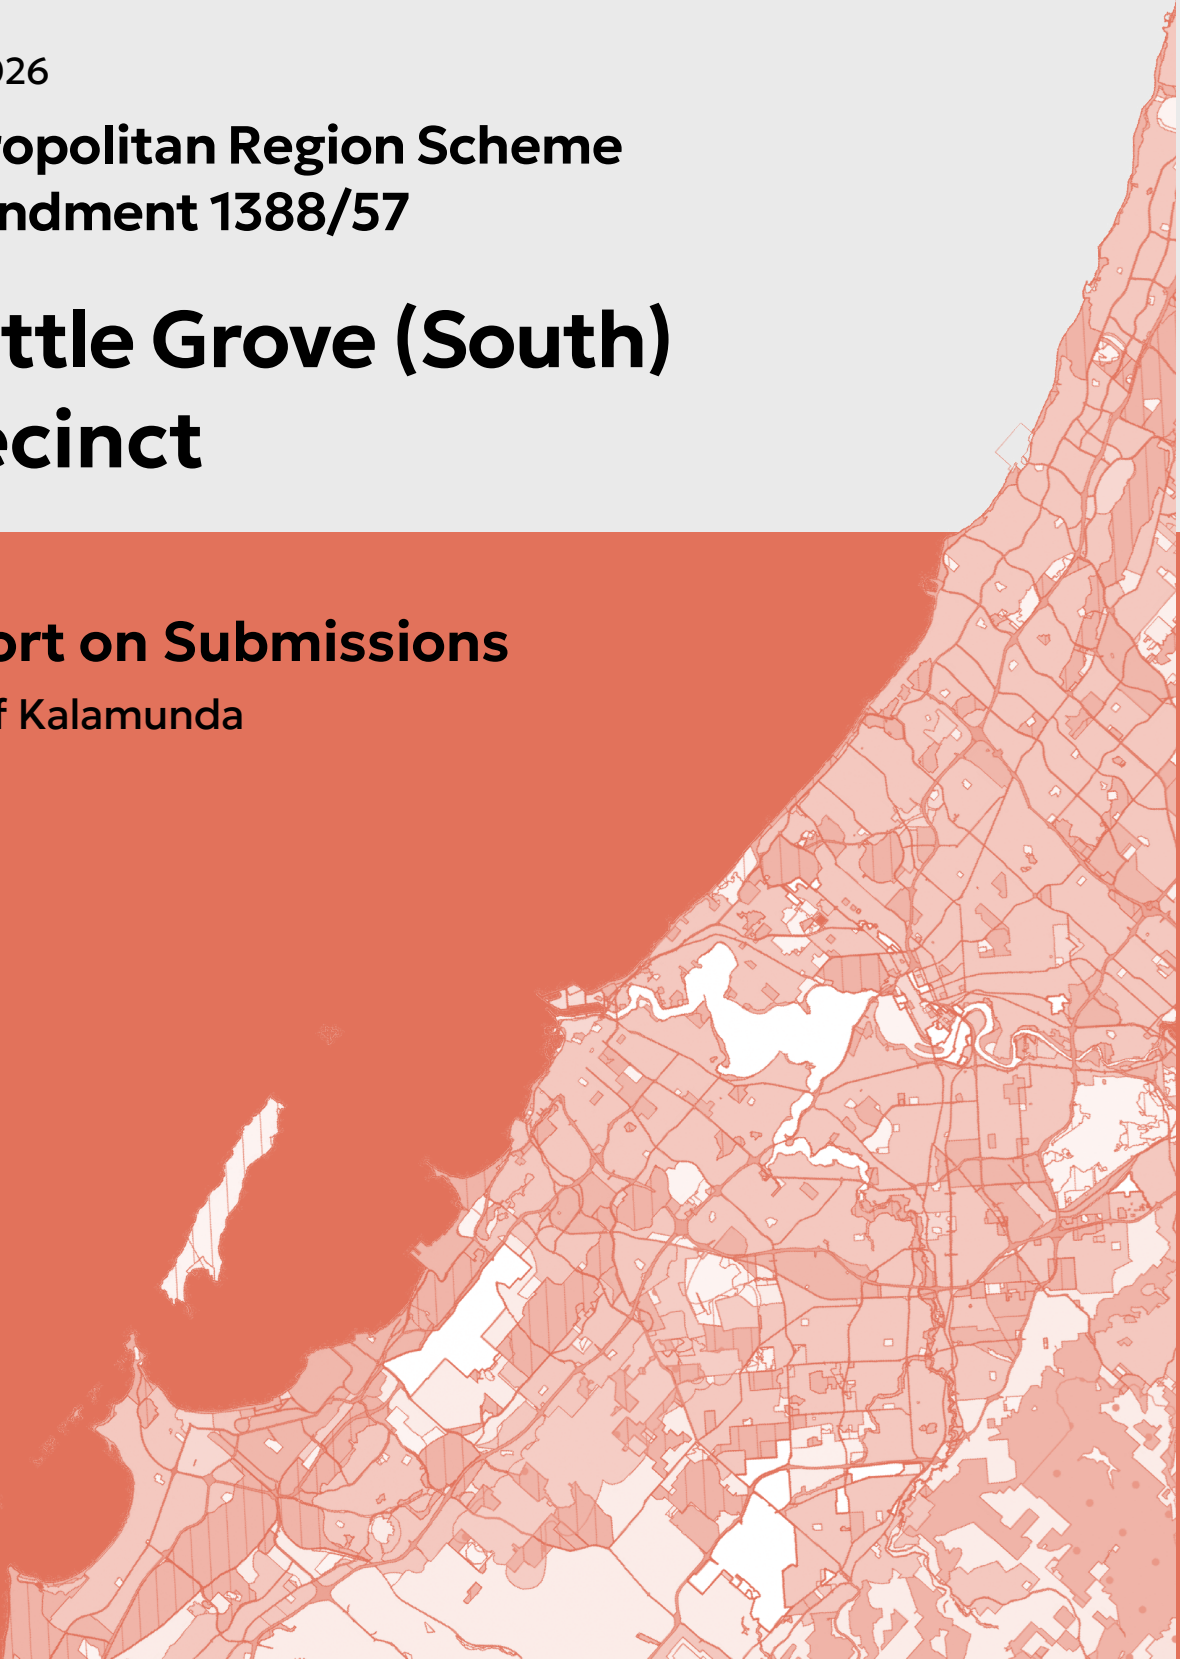 026
ropolitan Region Scheme
ndment 1388/57
ttle Grove (South)
ecinct
ort on Submissions
f Kalamunda